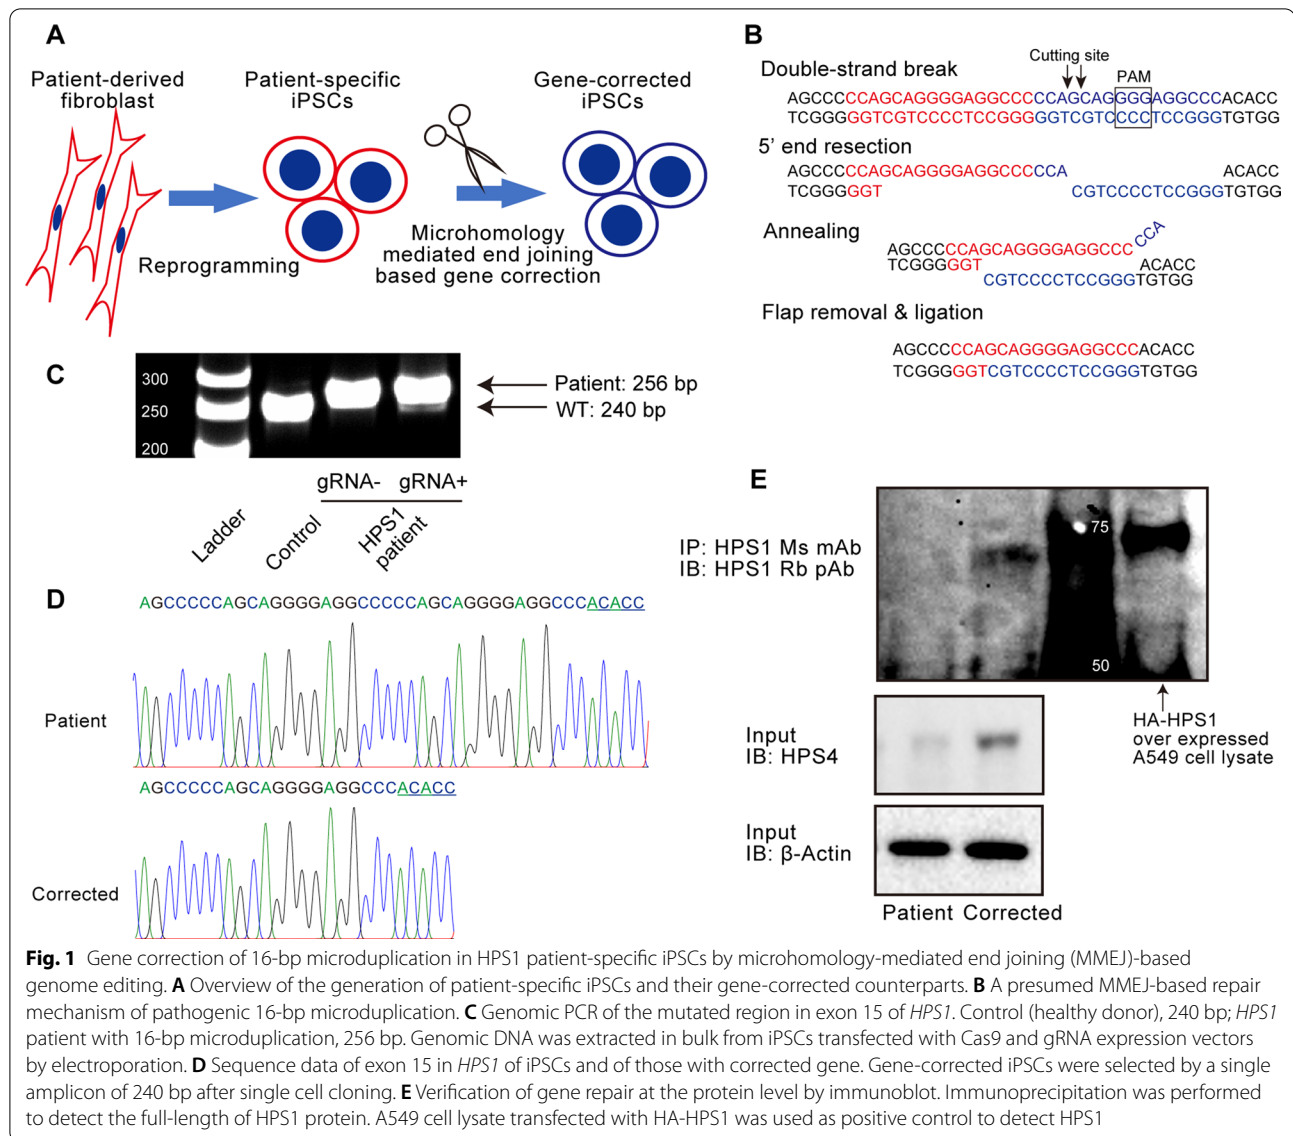 A
Patient-derived
fibroblast
Patient-specific
iPSCs
Gene-corrected
iPSCs
Reprogramming
Microhomology
mediated end joining
based gene correction
B
Cutting site
Double-strand break
PAM
AGCCCCCAGCAGGGGAGGCCCCCAGCAGGGGAGGCCCACACC
TCGGGGGTCGTCCCCTCCGGGGGTCGTCCCCTCCGGGTGTGG
5’ end resection
AGCCCCCAGCAGGGGAGGCCCCCA ACACC
TCGGGGGT CGTCCCCTCCGGGTGTGG
Annealing
AGCCCCCAGCAGGGGAGGCCC CCA
TCGGGGGT ACACC
CGTCCCCTCCGGGTGTGG
Flap removal & ligation
AGCCCCCAGCAGGGGAGGCCCACACC
TCGGGGGTCGTCCCCTCCGGGTGTGG
C
300
250
200
Patient: 256 bp
WT: 240 bp
gRNA- gRNA+
Ladder
Control
HPS1
patient
D
AGCCCCCAGCAGGGGAGGCCCCCAGCAGGGGAGGCCCACACC
Patient
AGCCCCCAGCAGGGGAGGCCCACACC
Corrected
E
IP: HPS1 Ms mAb
IB: HPS1 Rb pAb
75
50
HA-HPS1
over expressed
A549 cell lysate
Input
IB: HPS4
Input
IB: β-Actin
Patient Corrected
Fig. 1 Gene correction of 16-bp microduplication in HPS1 patient-specific iPSCs by microhomology-mediated end joining (MMEJ)-based
genome editing. A Overview of the generation of patient-specific iPSCs and their gene-corrected counterparts. B A presumed MMEJ-based repair
mechanism of pathogenic 16-bp microduplication. C Genomic PCR of the mutated region in exon 15 of HPS1. Control (healthy donor), 240 bp; HPS1
patient with 16-bp microduplication, 256 bp. Genomic DNA was extracted in bulk from iPSCs transfected with Cas9 and gRNA expression vectors
by electroporation. D Sequence data of exon 15 in HPS1 of iPSCs and of those with corrected gene. Gene-corrected iPSCs were selected by a single
amplicon of 240 bp after single cell cloning. E Verification of gene repair at the protein level by immunoblot. Immunoprecipitation was performed
to detect the full-length of HPS1 protein. A549 cell lysate transfected with HA-HPS1 was used as positive control to detect HPS1